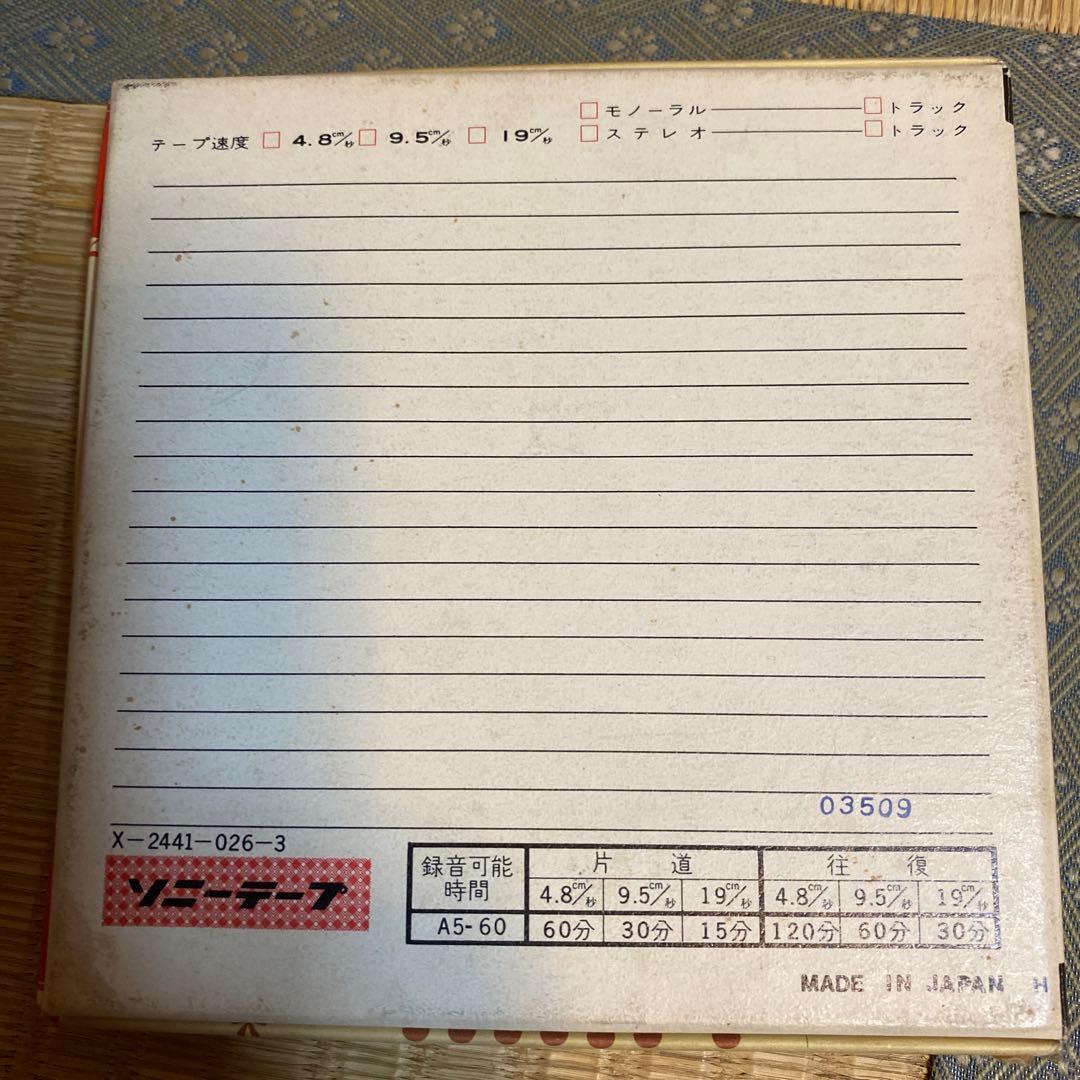 □ モノーラル────□ トラック
テープ速度 □ 4.8cm/秒 □ 9.5cm/秒 □ 19cm/秒 □ ステレオ────□ トラック
03509
X-2441-026-3
ソニーテープ
録音可能時間 片道 往復
4.8cm/秒 9.5cm/秒 19cm/秒 4.8cm/秒 9.5cm/秒 19cm/秒
A5-60 60分 30分 15分 120分 60分 30分
MADE IN JAPAN H